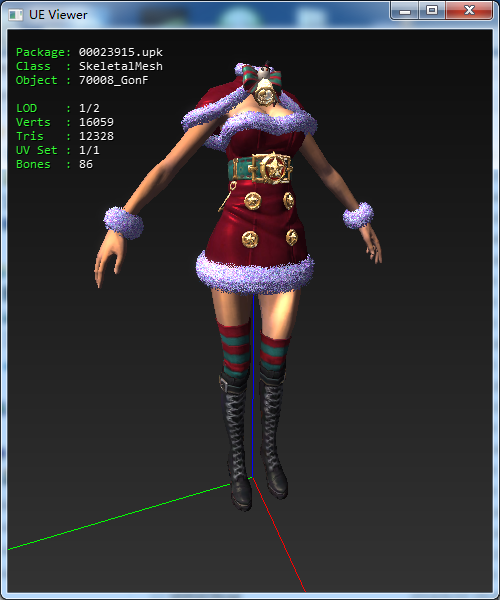 UE Viewer
Package: 00023915.upk
Class : SkeletalMesh
Object : 70008_GonF
LOD : 1/2
Verts : 16059
Tris : 12328
UV Set : 1/1
Bones : 86